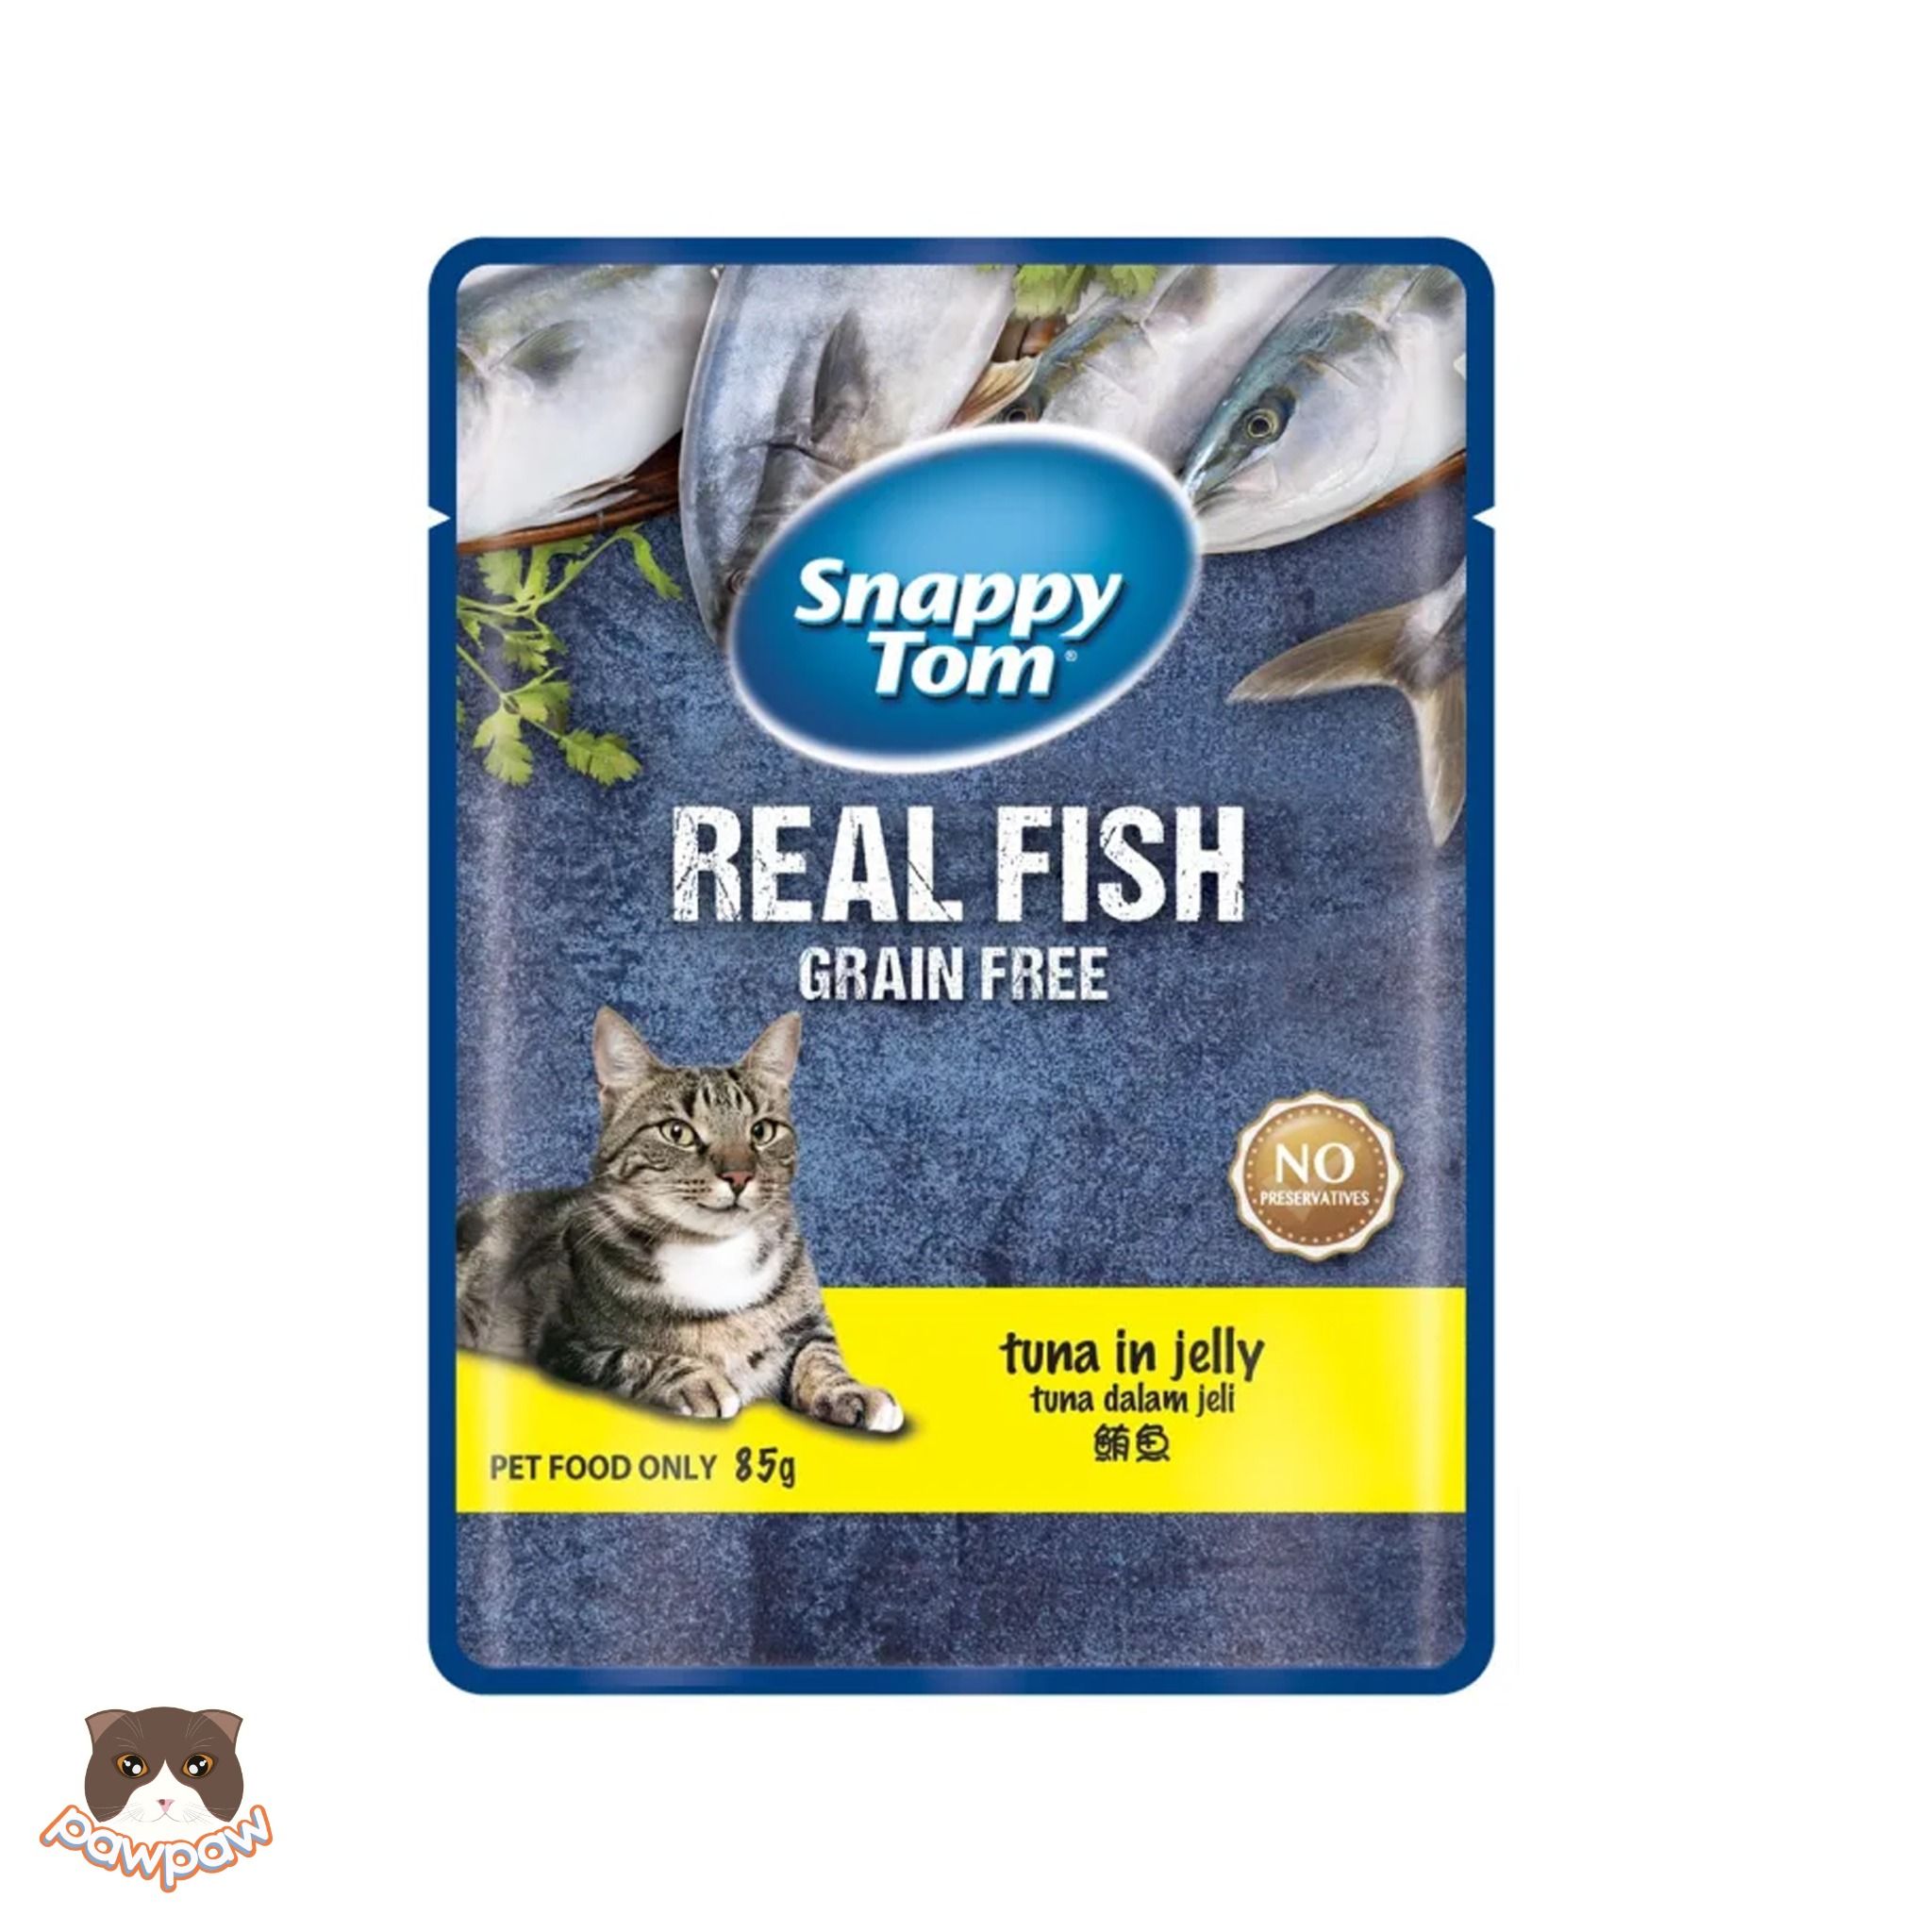 Snappy
Tom®
REAL FISH
GRAIN FREE
NO
PRESERVATIVES
tuna in jelly
tuna dalam jeli
鮪魚
PET FOOD ONLY 85g
pawpaw